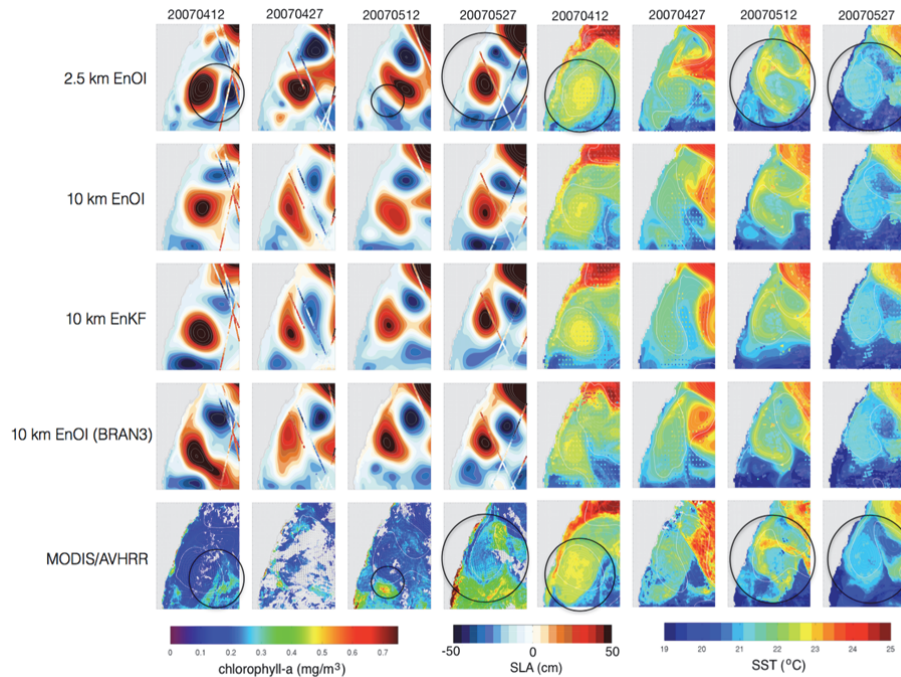 20070412 20070427 20070512 20070527 20070412 20070427 20070512 20070527
2.5 km EnOI
10 km EnOI
10 km EnKF
10 km EnOI (BRAN3)
MODIS/AVHRR
0 0.1 0.2 0.3 0.4 0.5 0.6 0.7
chlorophyll-a (mg/m³)
-50 0 50
SLA (cm)
19 20 21 22 23 24 25
SST (°C)